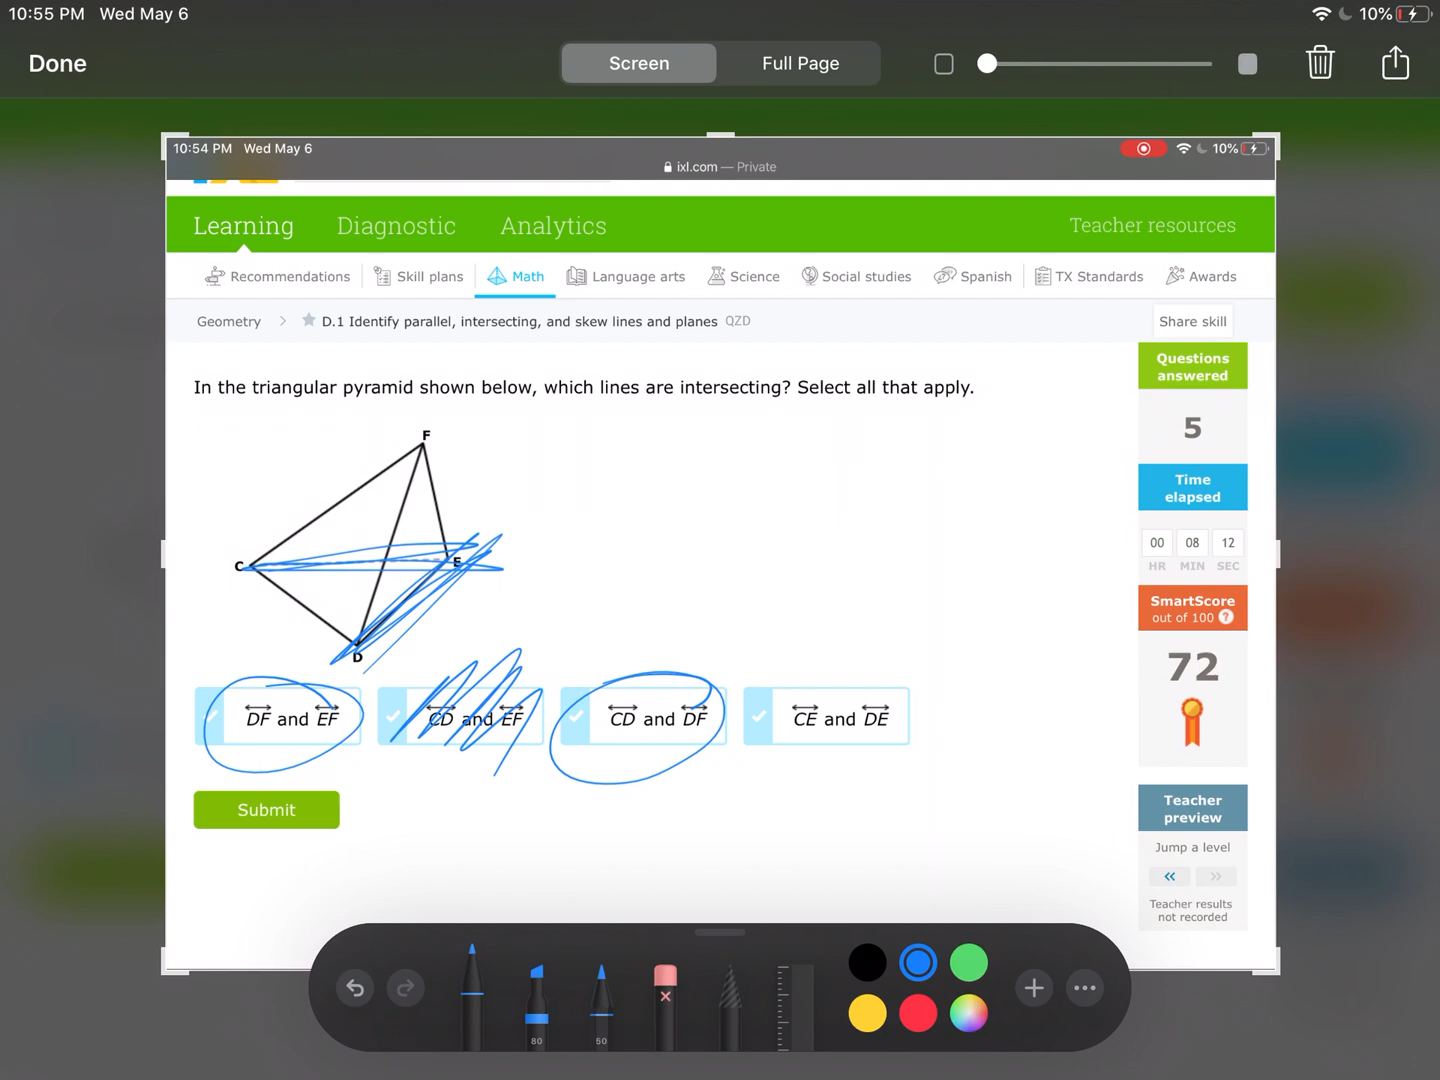 10:55 PM Wed May 6 10%
Done Screen Full Page
10:54 PM Wed May 6 10%
ixl.com — Private
Learning Diagnostic Analytics Teacher resources
Recommendations Skill plans Math Language arts Science Social studies Spanish TX Standards Awards
Geometry > D.1 Identify parallel, intersecting, and skew lines and planes QZD Share skill
In the triangular pyramid shown below, which lines are intersecting? Select all that apply.
F
C
E
D
DF and EF CD and EF CD and DF CE and DE
Submit
Questions
answered
5
Time
elapsed
00 08 12
HR MIN SEC
SmartScore
out of 100 ?
72
Teacher
preview
Jump a level
Teacher results
not recorded
80 50